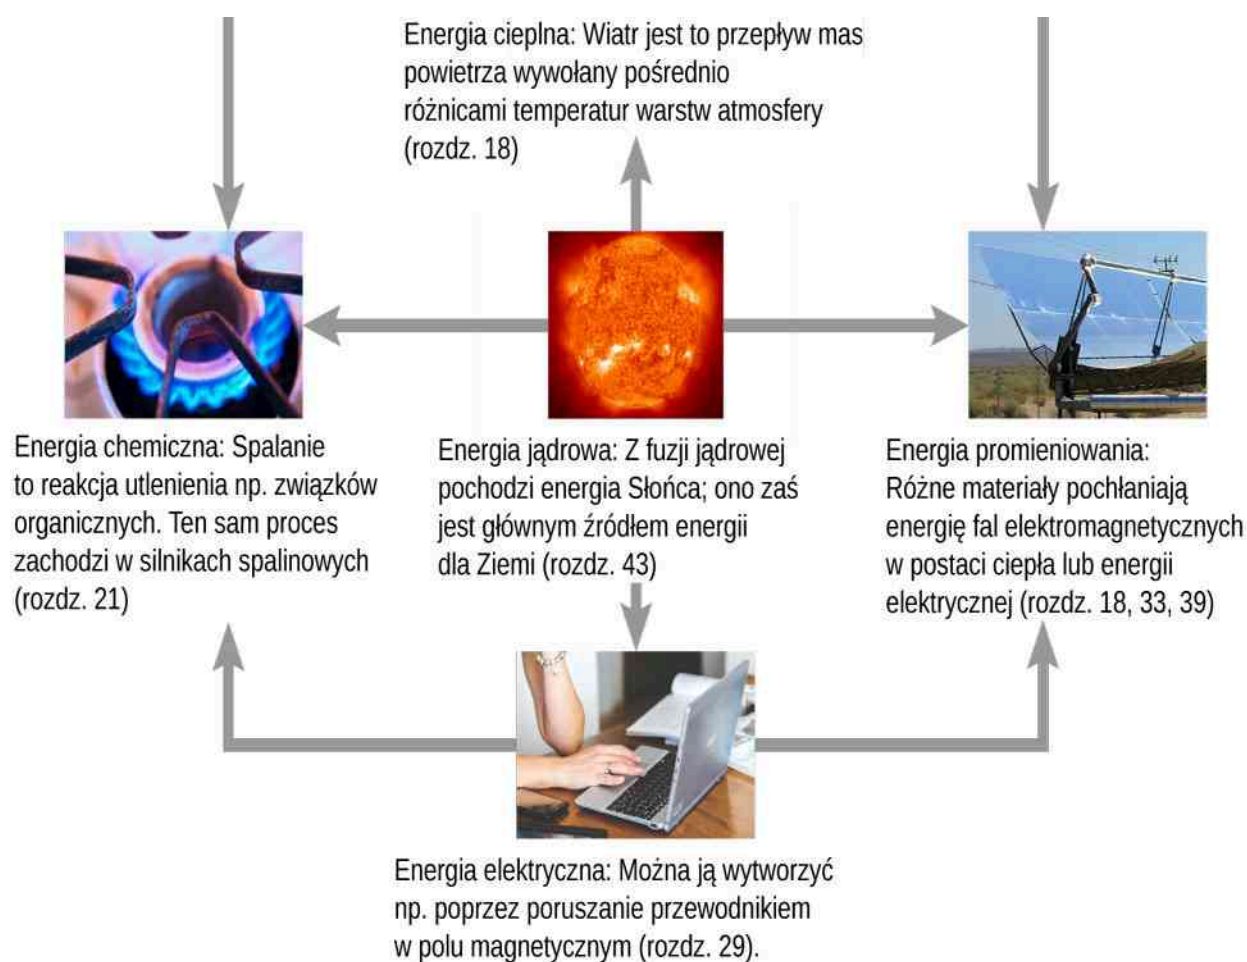 Energia cieplna: Wiatr jest to przepływ mas
powietrza wywołany pośrednio
różnicami temperatur warstw atmosfery
(rozdz. 18)
Energia chemiczna: Spalanie
to reakcja utlenienia np. związków
organicznych. Ten sam proces
zachodzi w silnikach spalinowych
(rozdz. 21)
Energia jądrowa: Z fuzji jądrowej
pochodzi energia Słońca; ono zaś
jest głównym źródłem energii
dla Ziemi (rozdz. 43)
Energia promieniowania:
Różne materiały pochłaniają
energię fal elektromagnetycznych
w postaci ciepła lub energii
elektrycznej (rozdz. 18, 33, 39)
Energia elektryczna: Można ją wytworzyć
np. poprzez poruszanie przewodnikiem
w polu magnetycznym (rozdz. 29).